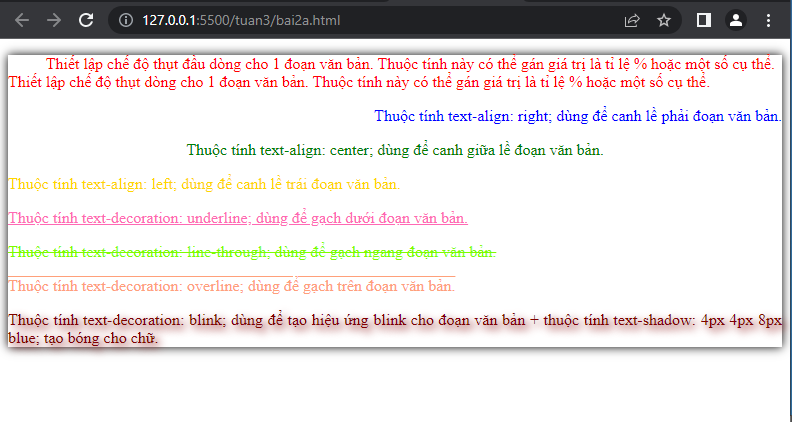 127.0.0.1:5500/tuan3/bai2a.html
Thiết lập chế độ thụt đầu dòng cho 1 đoạn văn bản. Thuộc tính này có thể gán giá trị là tỉ lệ % hoặc một số cụ thể.
Thiết lập chế độ thụt dòng cho 1 đoạn văn bản. Thuộc tính này có thể gán giá trị là tỉ lệ % hoặc một số cụ thể.
Thuộc tính text-align: right; dùng để canh lề phải đoạn văn bản.
Thuộc tính text-align: center; dùng để canh giữa lề đoạn văn bản.
Thuộc tính text-align: left; dùng để canh lề trái đoạn văn bản.
Thuộc tính text-decoration: underline; dùng để gạch dưới đoạn văn bản.
Thuộc tính text-decoration: line-through; dùng để gạch ngang đoạn văn bản.
Thuộc tính text-decoration: overline; dùng để gạch trên đoạn văn bản.
Thuộc tính text-decoration: blink; dùng để tạo hiệu ứng blink cho đoạn văn bản + thuộc tính text-shadow: 4px 4px 8px
blue; tạo bóng cho chữ.